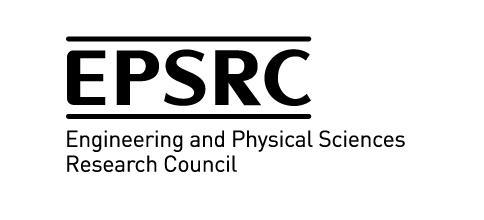 EPSRC
Engineering and Physical Sciences
Research Council